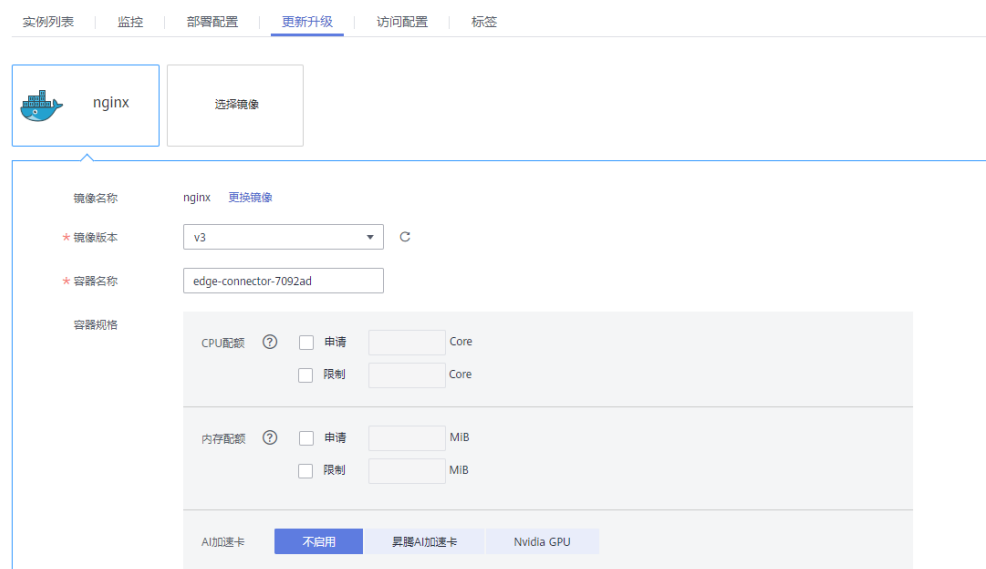 实例列表 监控 部署配置 更新升级 访问配置 标签
nginx 选择镜像
镜像名称 nginx 更换镜像
* 镜像版本 v3
* 容器名称 edge-connector-7092ad
容器规格
CPU配额 ? 申请 Core
限制 Core
内存配额 ? 申请 MiB
限制 MiB
AI加速卡 不启用 昇腾AI加速卡 Nvidia GPU